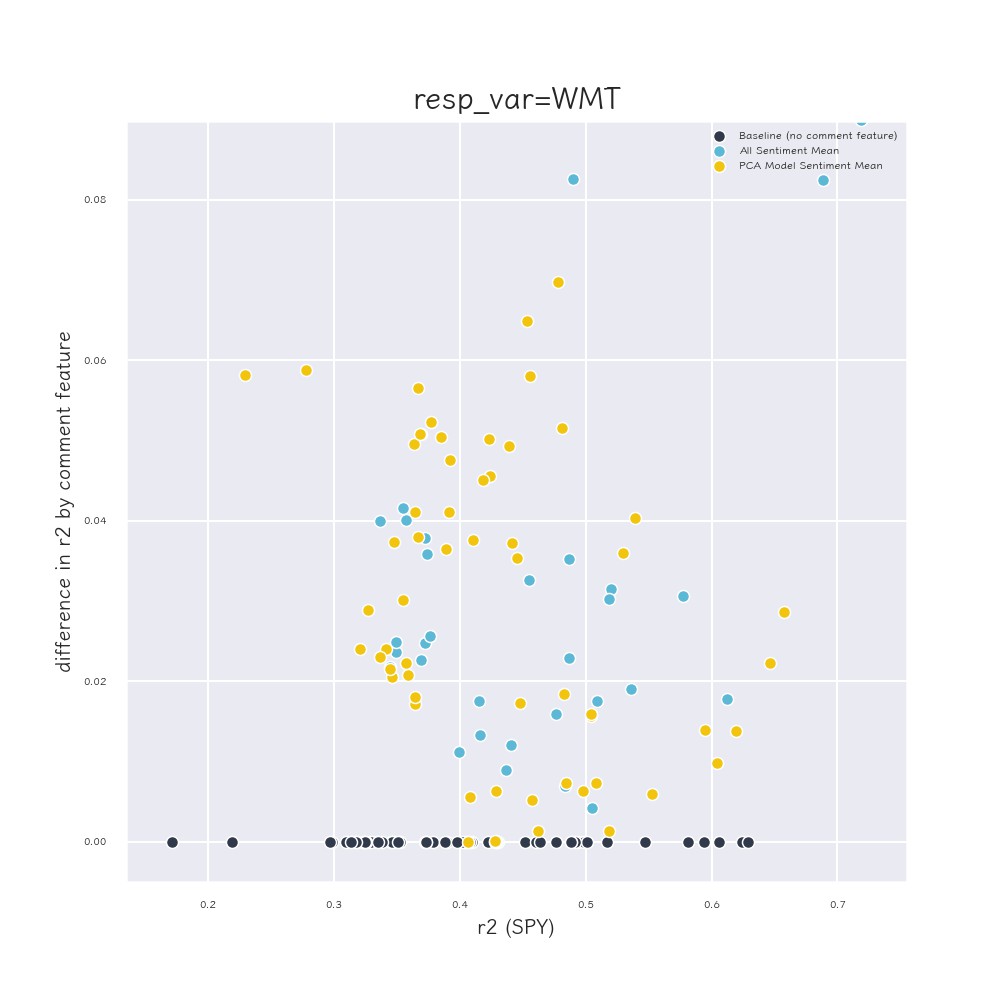 resp_var=WMT
Baseline (no comment feature)
All Sentiment Mean
PCA Model Sentiment Mean
0.08
0.06
0.04
0.02
0.00
difference in r2 by comment feature
0.2 0.3 0.4 0.5 0.6 0.7
r2 (SPY)